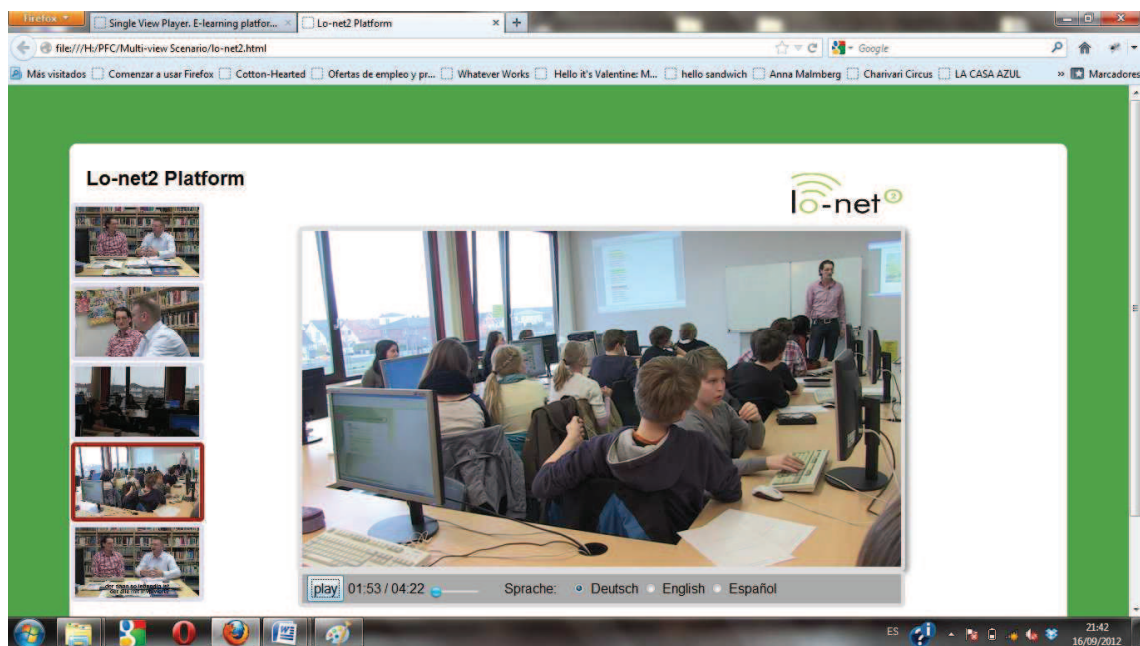 Firefox
Single View Player. E-learning platfor...
Lo-net2 Platform
file:///H:/PFC/Multi-view Scenario/lo-net2.html
Google
Más visitados
Comenzar a usar Firefox
Cotton-Hearted
Ofertas de empleo y pr...
Whatever Works
Hello it's Valentine: M...
hello sandwich
Anna Malmberg
Charivari Circus
LA CASA AZUL
»
Marcadores
Lo-net2 Platform
lo-net²
play 01:53 / 04:22 Sprache: Deutsch English Español
ES
21:42
16/09/2012